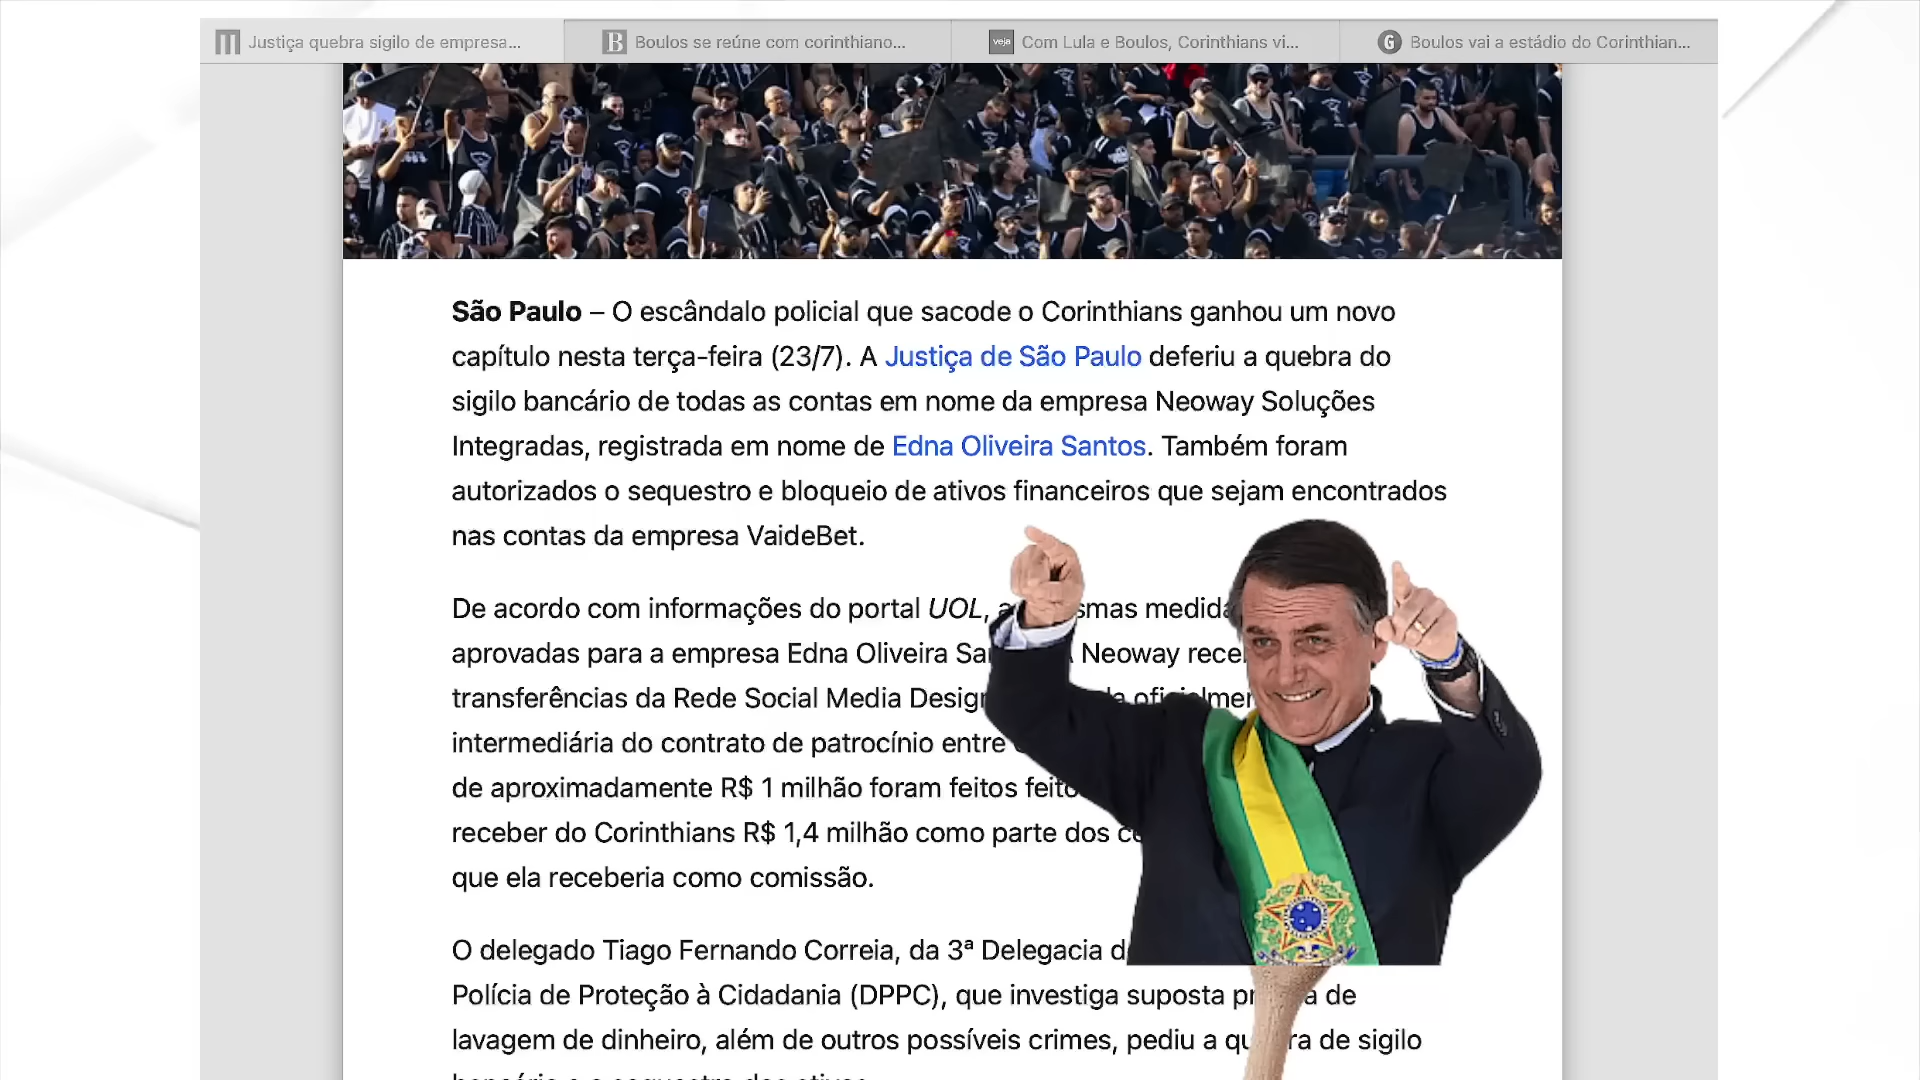 Justiça quebra sigilo de empresa...
B Boulos se reúne com corinthiano...
veja Com Lula e Boulos, Corinthians vi...
G Boulos vai a estádio do Corinthian...
São Paulo – O escândalo policial que sacode o Corinthians ganhou um novo
capítulo nesta terça-feira (23/7). A Justiça de São Paulo deferiu a quebra do
sigilo bancário de todas as contas em nome da empresa Neoway Soluções
Integradas, registrada em nome de Edna Oliveira Santos. Também foram
autorizados o sequestro e bloqueio de ativos financeiros que sejam encontrados
nas contas da empresa VaideBet.
De acordo com informações do portal UOL,
aprovadas para a empresa Edna Oliveira Neoway
transferências da Rede Social Media
intermediária do contrato de patrocínio entre
de aproximadamente R$ 1 milhão foram feitos
receber do Corinthians R$ 1,4 milhão como parte dos
que ela receberia como comissão.
O delegado Tiago Fernando Correia, da 3ª Delegacia
Polícia de Proteção à Cidadania (DPPC), que investiga suposta de
lavagem de dinheiro, além de outros possíveis crimes, pediu a de sigilo